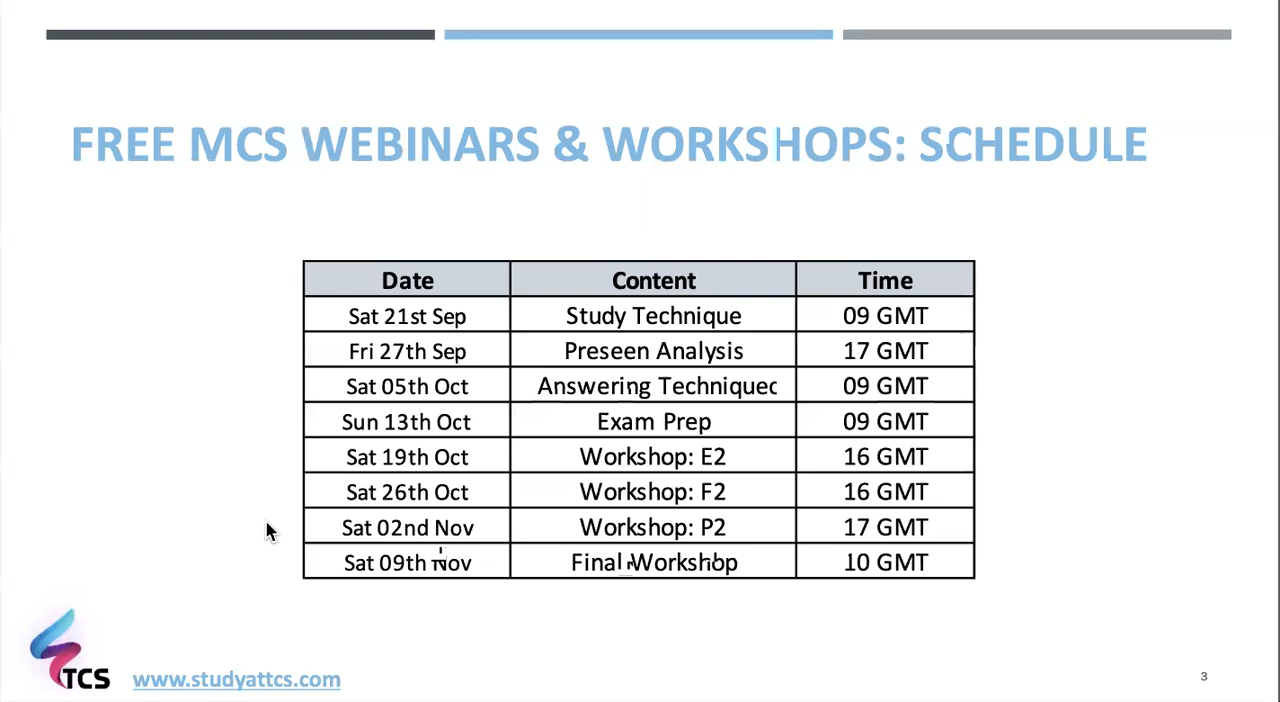 FREE MCS WEBINARS & WORKSHOPS: SCHEDULE
Date Content Time
Sat 21st Sep Study Technique 09 GMT
Fri 27th Sep Preseen Analysis 17 GMT
Sat 05th Oct Answering Techniquec 09 GMT
Sun 13th Oct Exam Prep 09 GMT
Sat 19th Oct Workshop: E2 16 GMT
Sat 26th Oct Workshop: F2 16 GMT
Sat 02nd Nov Workshop: P2 17 GMT
Sat 09th Nov Final Workshop 10 GMT
TCS www.studyattcs.com 3